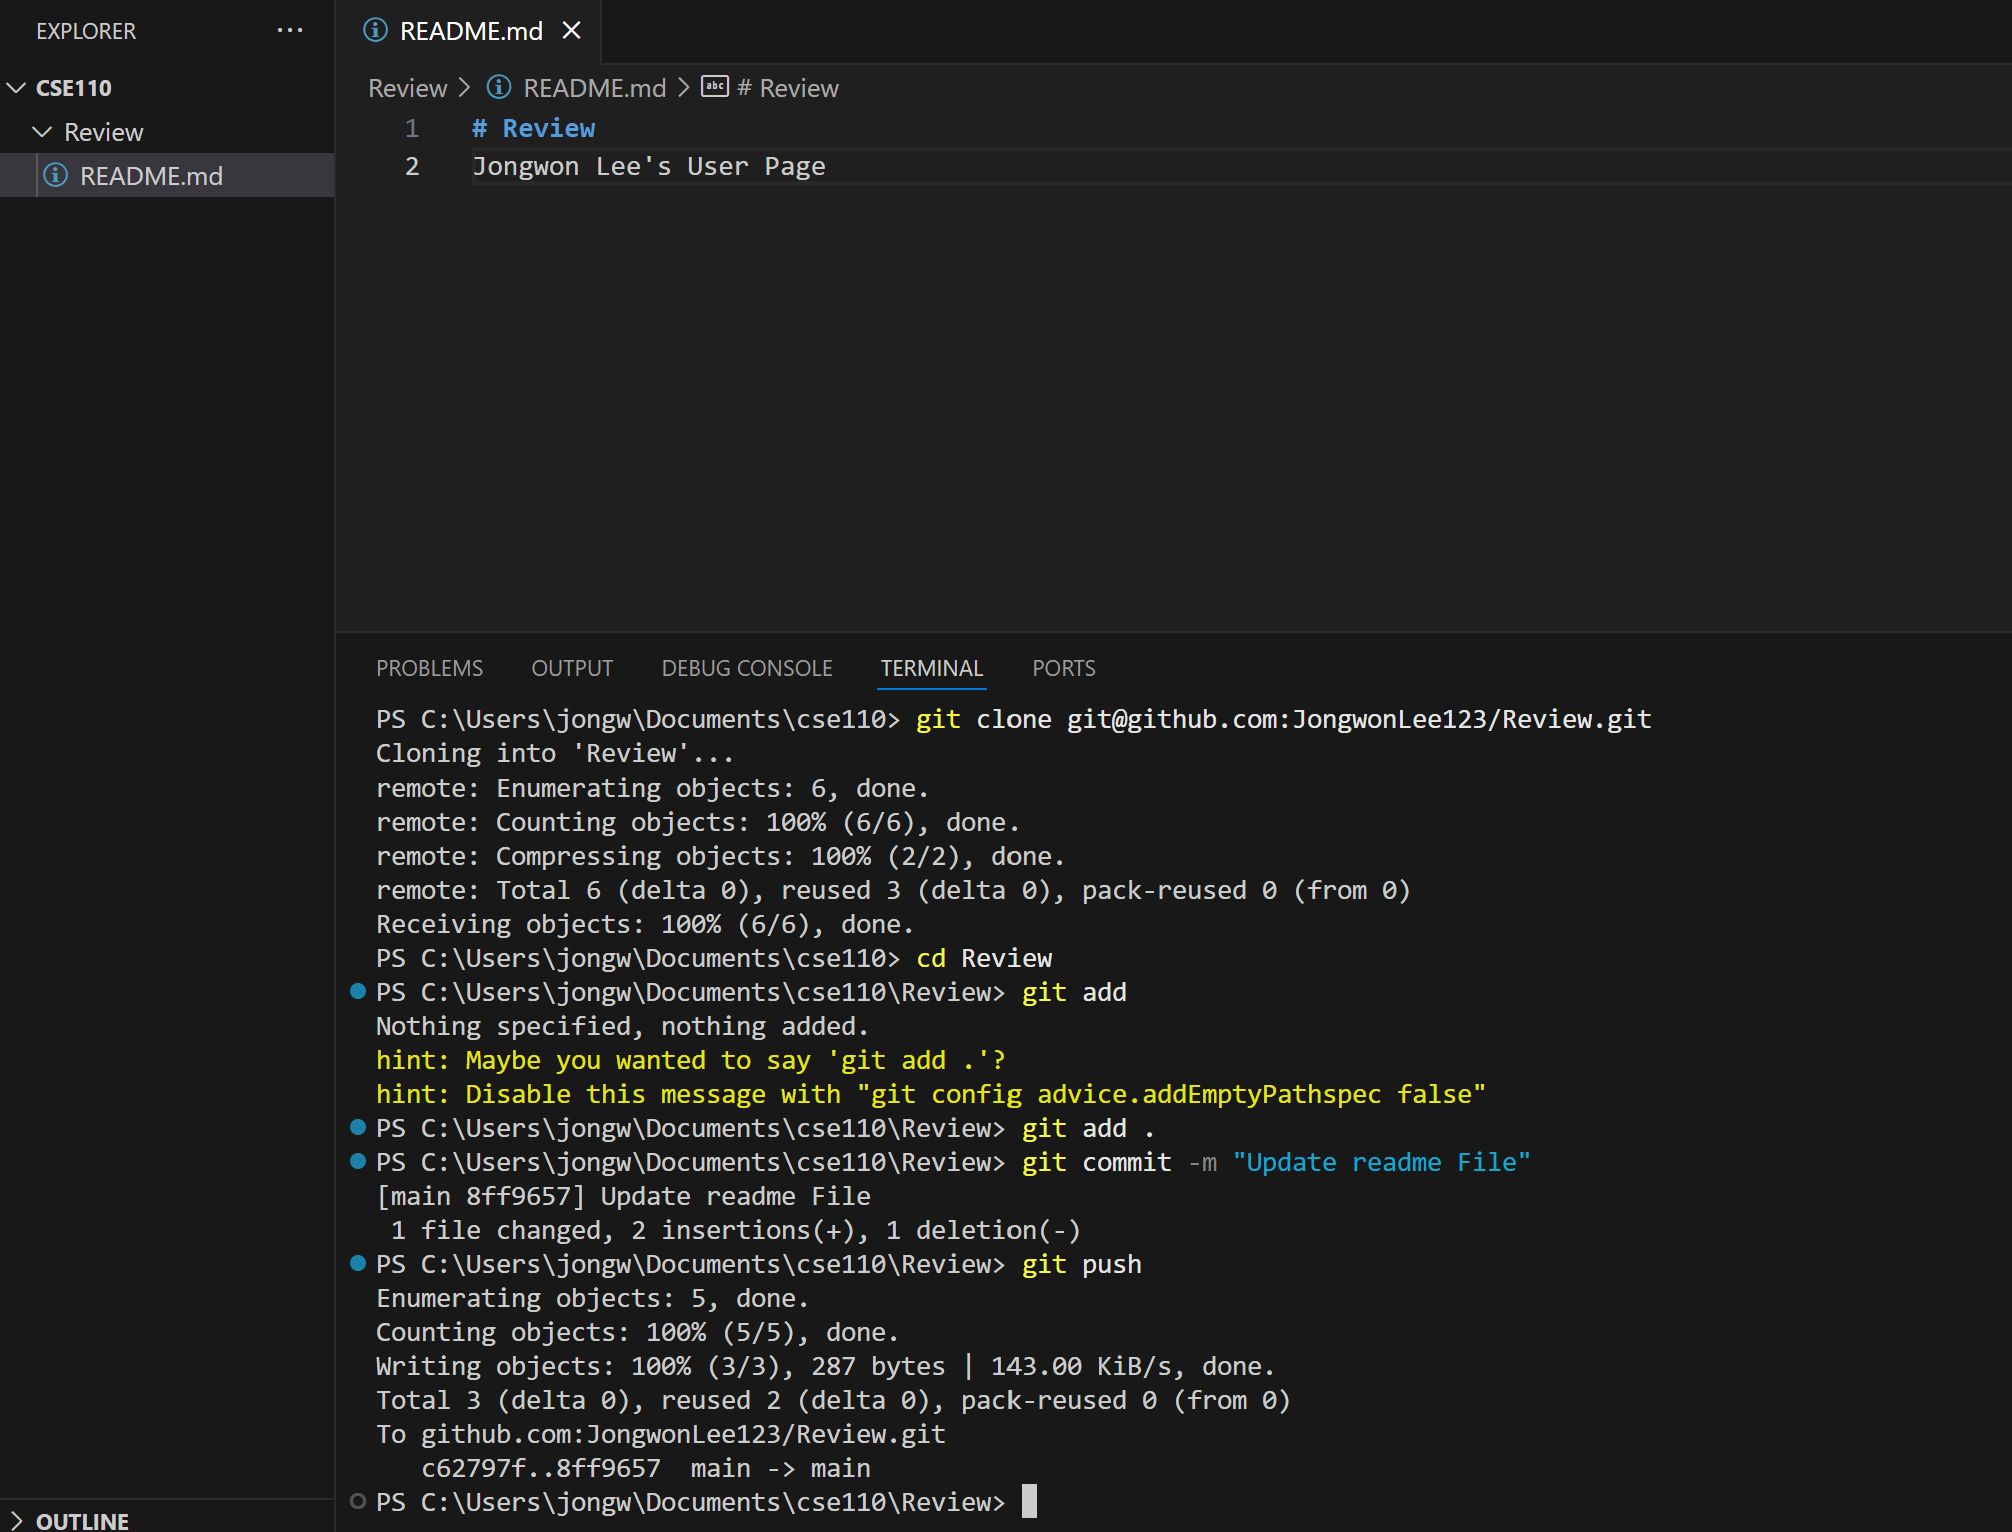 EXPLORER
README.md
CSE110
Review
README.md
Review > README.md > # Review
1 # Review
2 Jongwon Lee's User Page
PROBLEMS OUTPUT DEBUG CONSOLE TERMINAL PORTS
PS C:\Users\jongw\Documents\cse110> git clone git@github.com:JongwonLee123/Review.git
Cloning into 'Review'...
remote: Enumerating objects: 6, done.
remote: Counting objects: 100% (6/6), done.
remote: Compressing objects: 100% (2/2), done.
remote: Total 6 (delta 0), reused 3 (delta 0), pack-reused 0 (from 0)
Receiving objects: 100% (6/6), done.
PS C:\Users\jongw\Documents\cse110> cd Review
PS C:\Users\jongw\Documents\cse110\Review> git add
Nothing specified, nothing added.
hint: Maybe you wanted to say 'git add .'?
hint: Disable this message with "git config advice.addEmptyPathspec false"
PS C:\Users\jongw\Documents\cse110\Review> git add .
PS C:\Users\jongw\Documents\cse110\Review> git commit -m "Update readme File"
[main 8ff9657] Update readme File
 1 file changed, 2 insertions(+), 1 deletion(-)
PS C:\Users\jongw\Documents\cse110\Review> git push
Enumerating objects: 5, done.
Counting objects: 100% (5/5), done.
Writing objects: 100% (3/3), 287 bytes | 143.00 KiB/s, done.
Total 3 (delta 0), reused 2 (delta 0), pack-reused 0 (from 0)
To github.com:JongwonLee123/Review.git
   c62797f..8ff9657  main -> main
PS C:\Users\jongw\Documents\cse110\Review>
OUTLINE